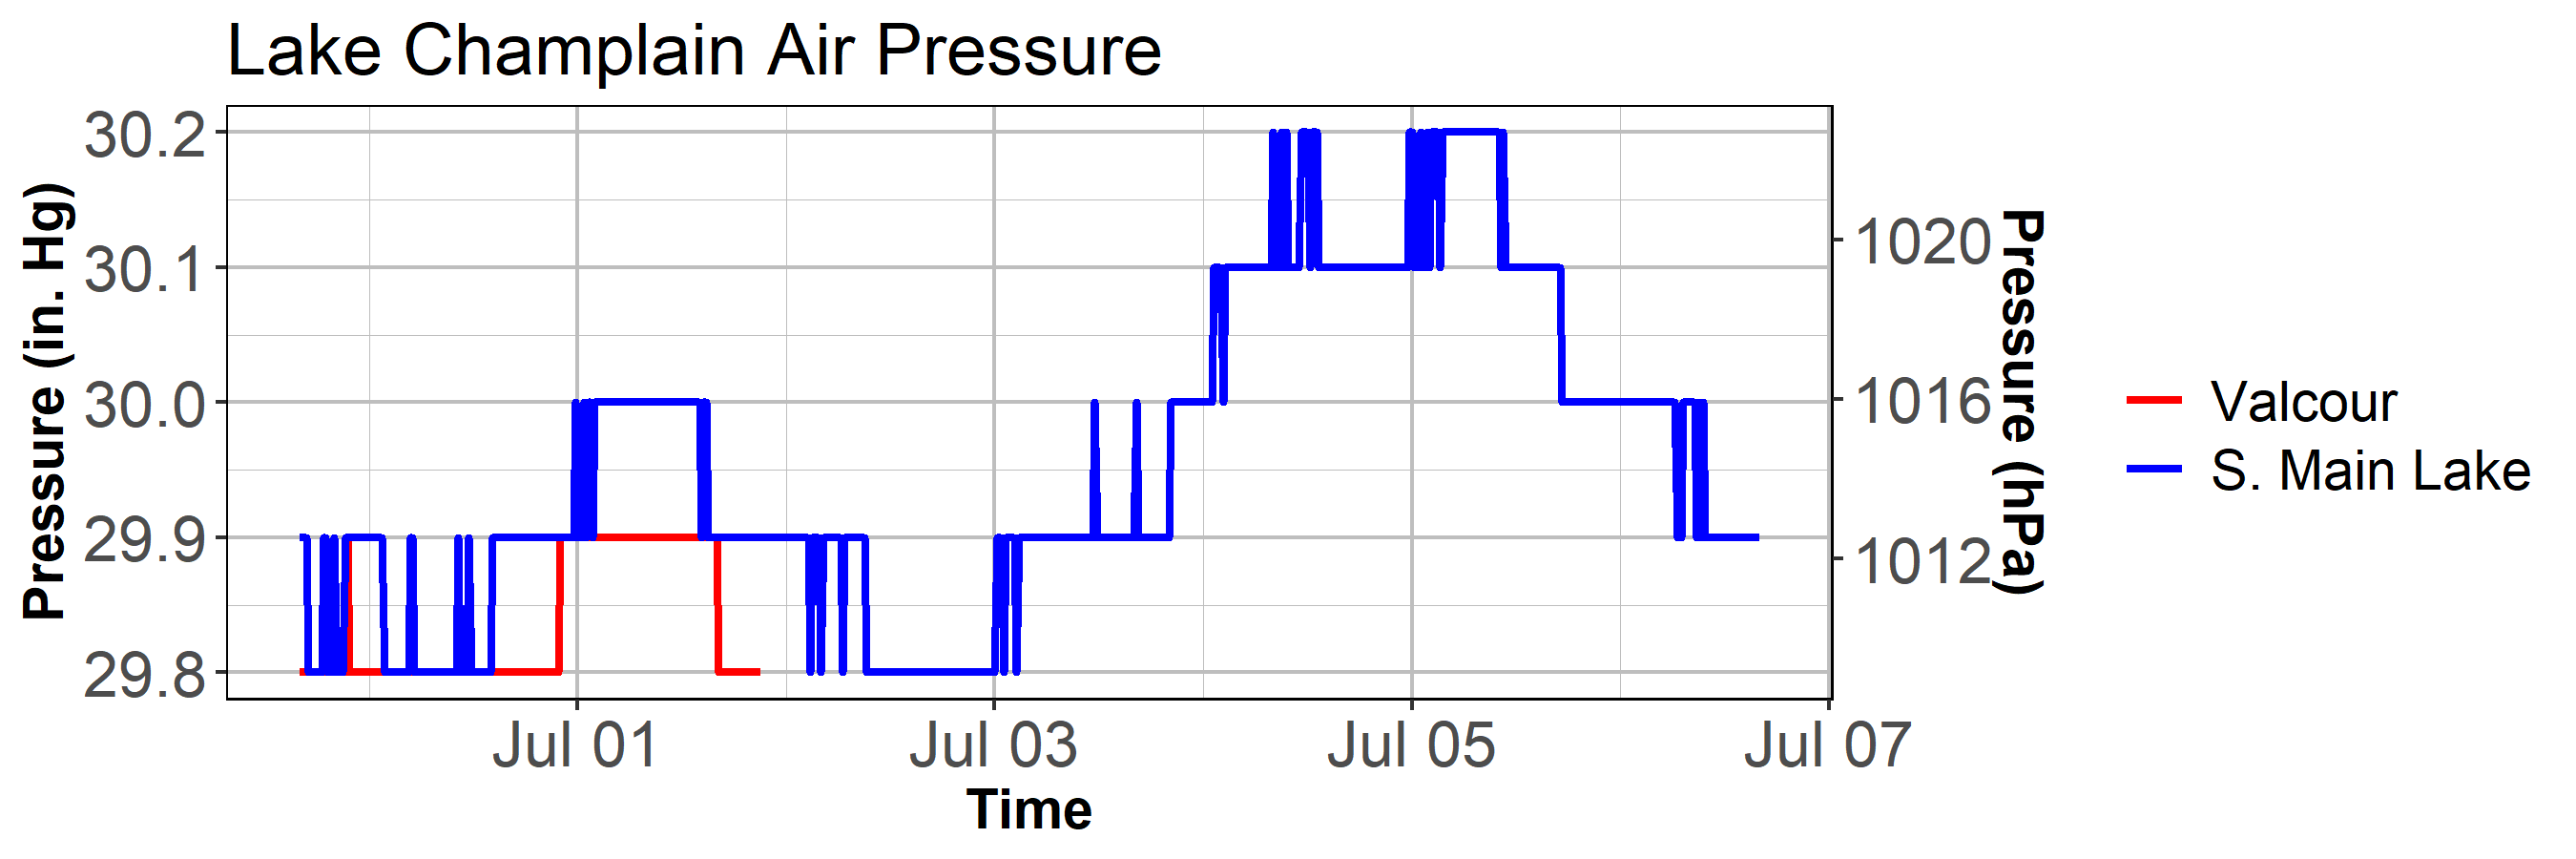 Lake Champlain Air Pressure
Pressure (in. Hg)
30.2
30.1
30.0
29.9
29.8
1020
1016
1012
Pressure (hPa)
Jul 01
Jul 03
Jul 05
Jul 07
Time
Valcour
S. Main Lake